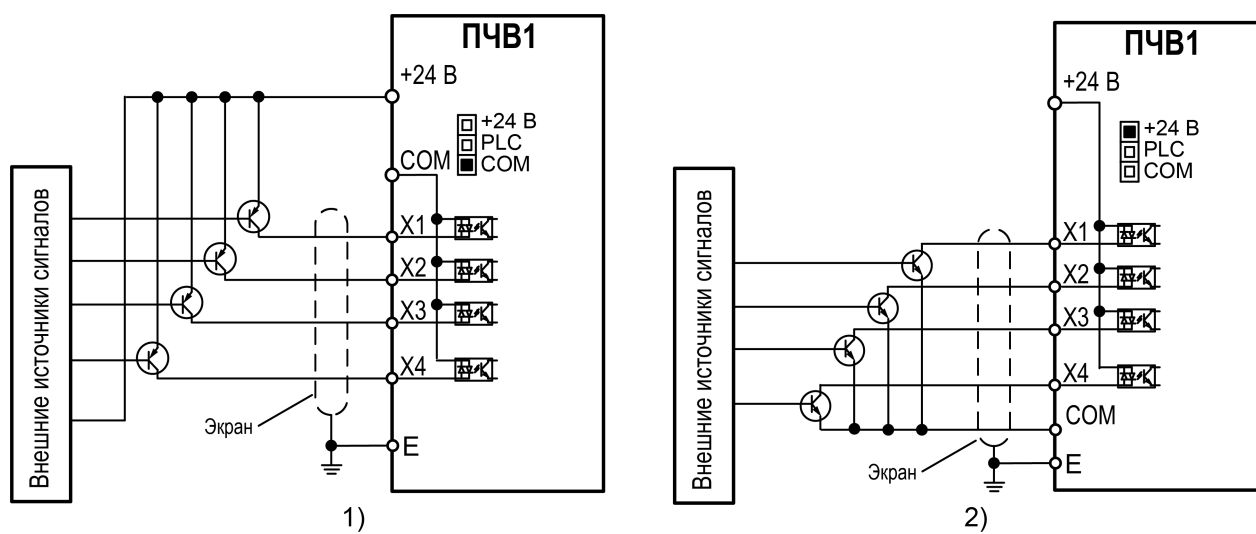 ПЧВ1
+24 В
+24 В
PLC
COM
COM
X1
X2
X3
X4
E
Экран
Внешние источники сигналов
1)
ПЧВ1
+24 В
+24 В
PLC
COM
X1
X2
X3
X4
COM
E
Экран
Внешние источники сигналов
2)